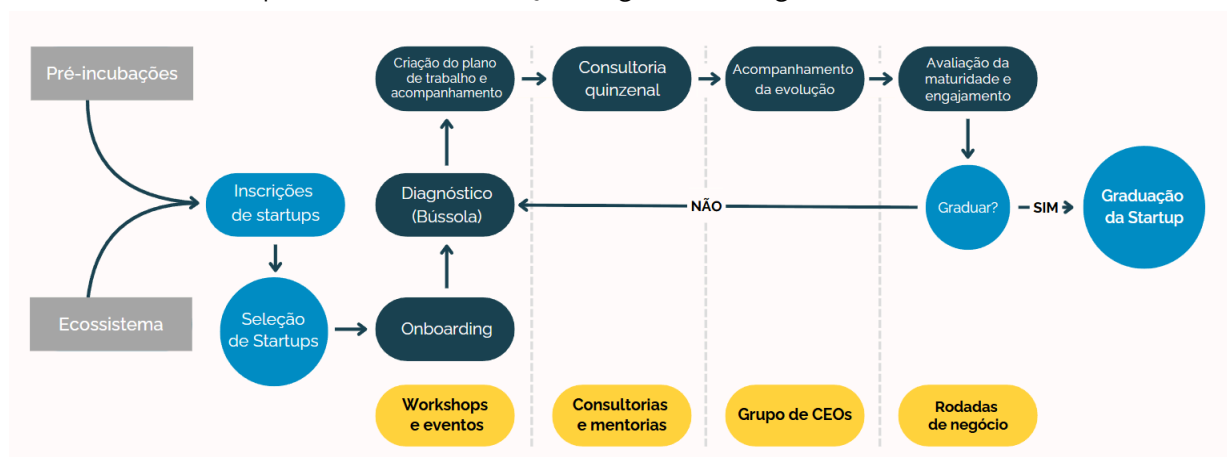 Pré-incubações
Ecossistema
Inscrições
de startups
Seleção
de Startups
Onboarding
Diagnóstico
(Bússola)
Criação do plano
de trabalho e
acompanhamento
Consultoria
quinzenal
Acompanhamento
da evolução
Avaliação da
maturidade e
engajamento
Graduar?
NÃO
SIM
Graduação
da Startup
Workshops
e eventos
Consultorias
e mentorias
Grupo de CEOs
Rodadas
de negócio